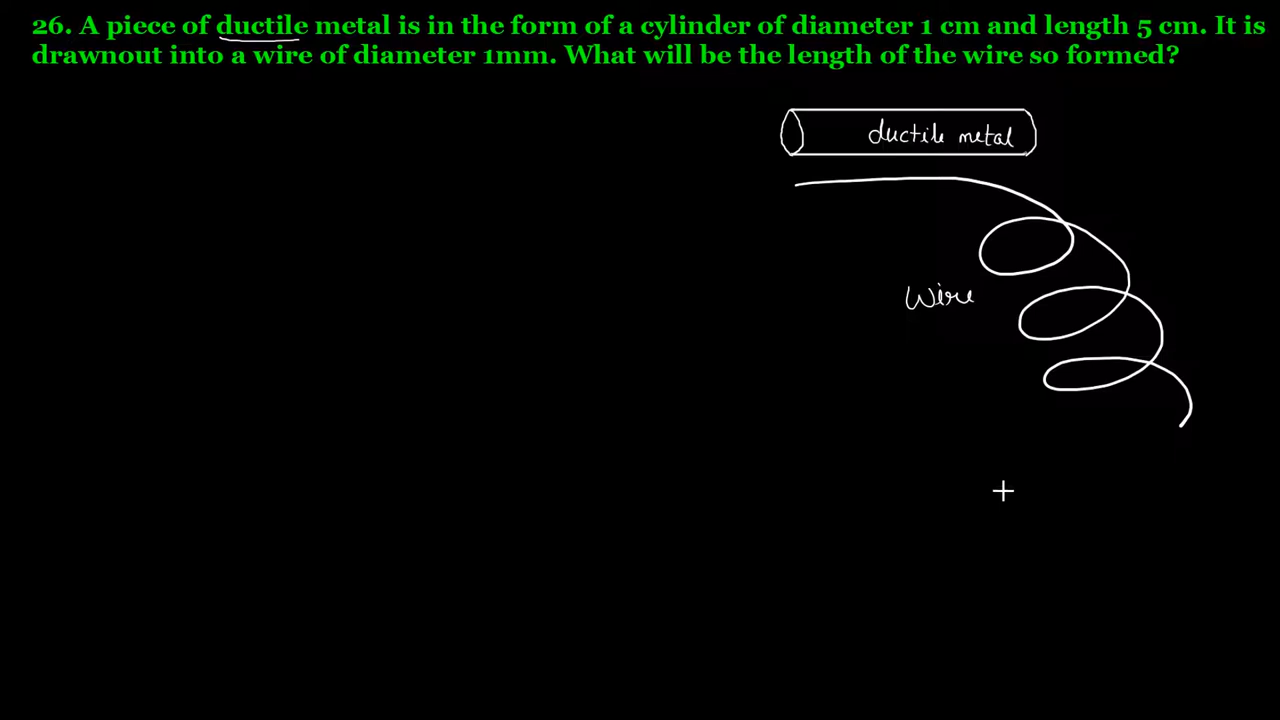 26. A piece of ductile metal is in the form of a cylinder of diameter 1 cm and length 5 cm. It is
drawnout into a wire of diameter 1mm. What will be the length of the wire so formed?
ductile metal
Wire